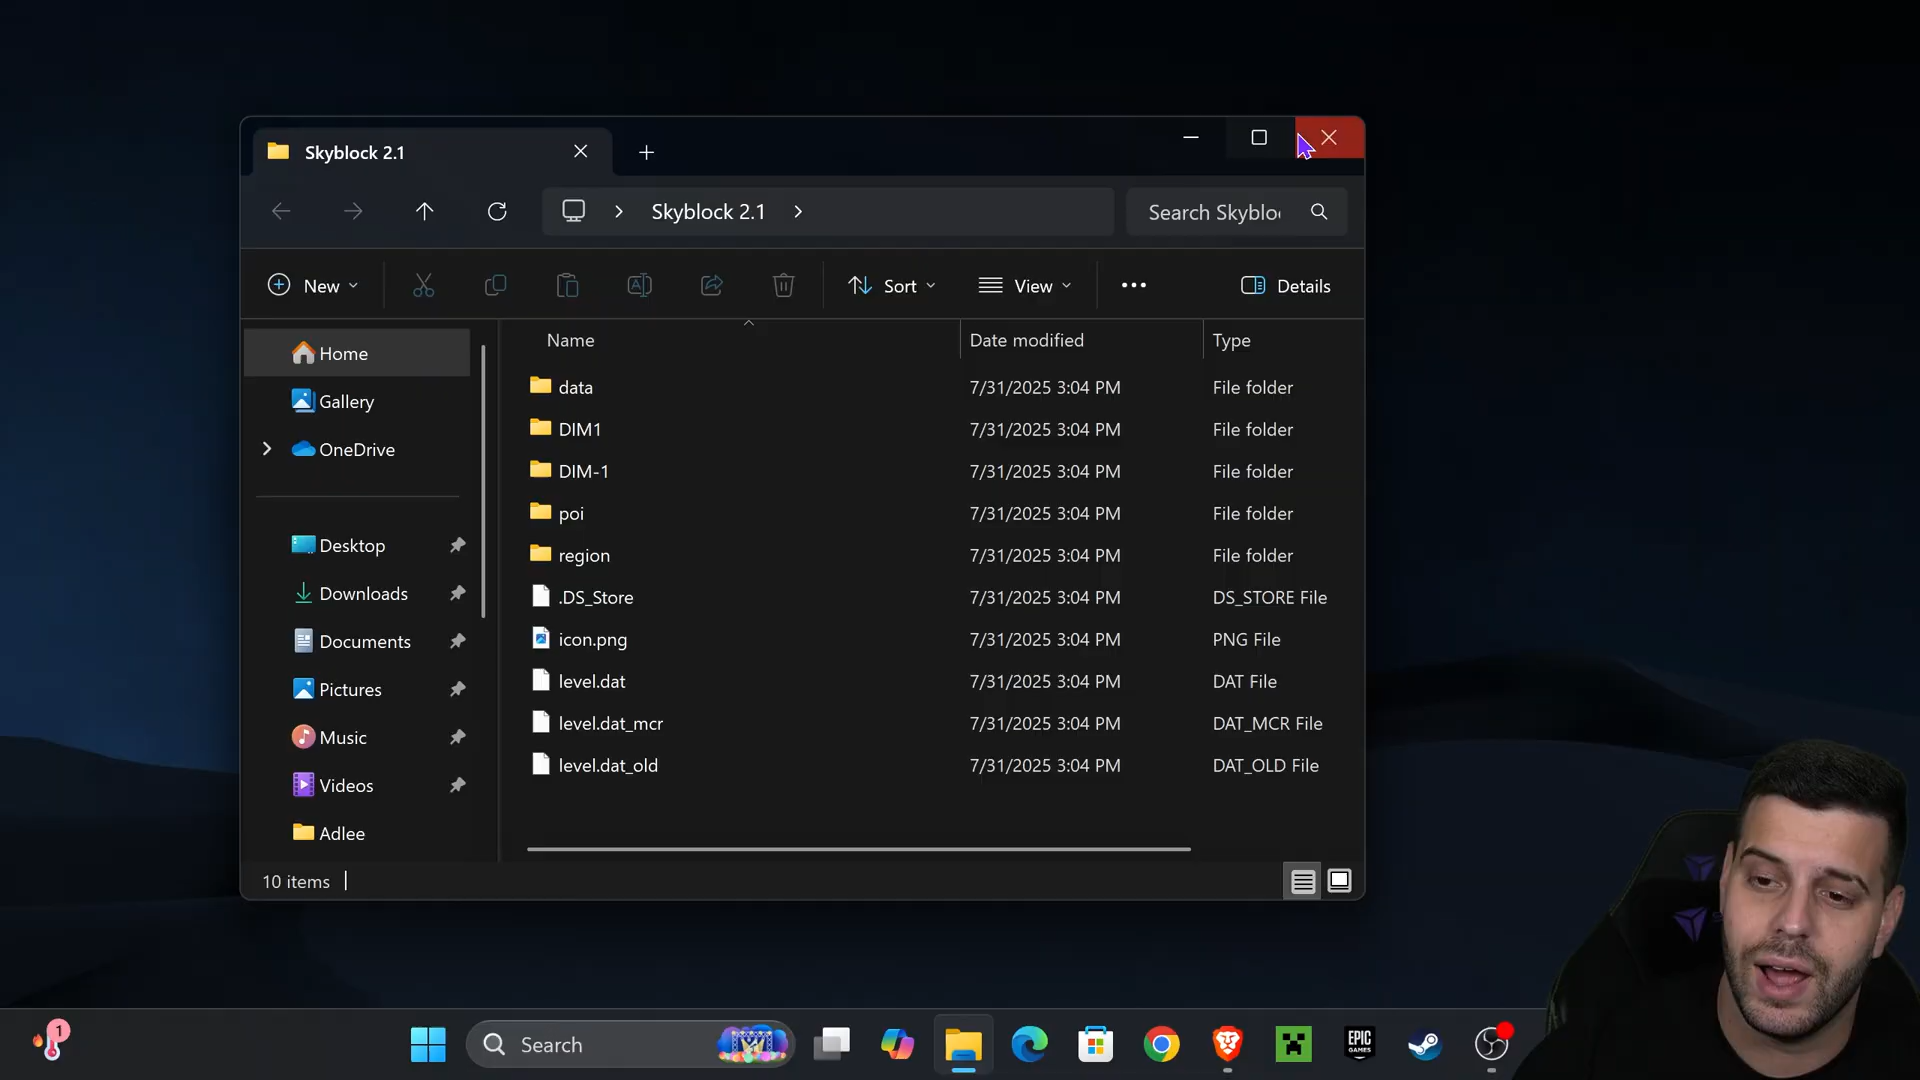 Skyblock 2.1
Skyblock 2.1
Search Skyblo
New
Sort
View
Details
Name
Date modified
Type
Home
Gallery
OneDrive
Desktop
Downloads
Documents
Pictures
Music
Videos
Adlee
data 7/31/2025 3:04 PM File folder
DIM1 7/31/2025 3:04 PM File folder
DIM-1 7/31/2025 3:04 PM File folder
poi 7/31/2025 3:04 PM File folder
region 7/31/2025 3:04 PM File folder
.DS_Store 7/31/2025 3:04 PM DS_STORE File
icon.png 7/31/2025 3:04 PM PNG File
level.dat 7/31/2025 3:04 PM DAT File
level.dat_mcr 7/31/2025 3:04 PM DAT_MCR File
level.dat_old 7/31/2025 3:04 PM DAT_OLD File
10 items
1
Search
EPIC
GAMES